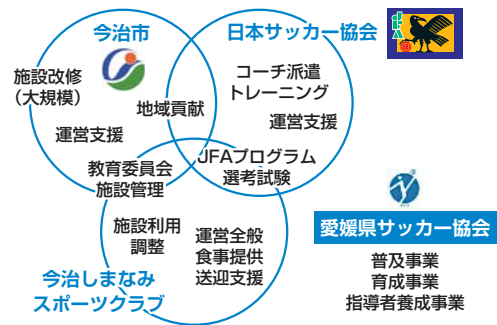 今治市
日本サッカー協会
JFA
施設改修
（大規模）
地域貢献
運営支援
コーチ派遣
トレーニング
運営支援
教育委員会
施設管理
JFAプログラム
選考試験
施設利用
調整
運営全般
食事提供
送迎支援
今治しまなみ
スポーツクラブ
愛媛県サッカー協会
普及事業
育成事業
指導者養成事業